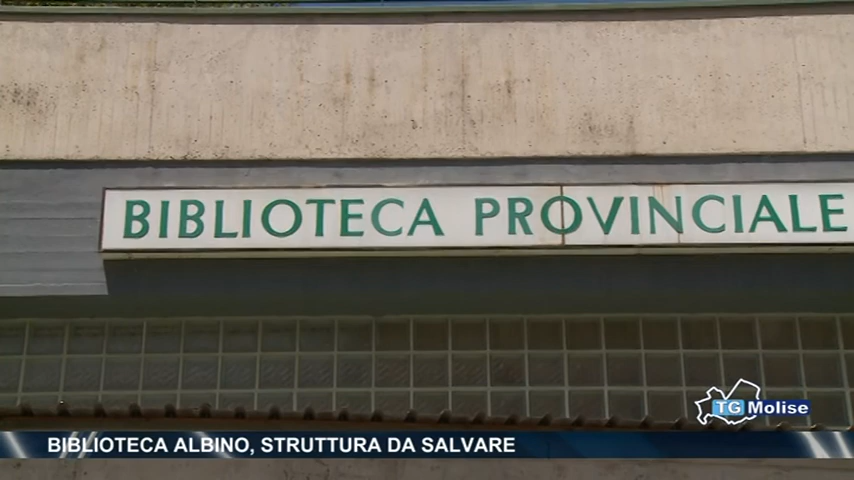 BIBLIOTECA PROVINCIALE
TG Molise
BIBLIOTECA ALBINO, STRUTTURA DA SALVARE